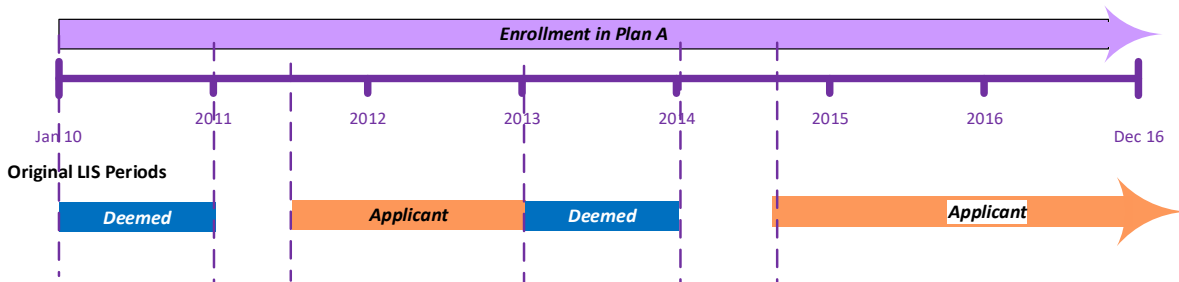 Enrollment in Plan A
2011 2012 2013 2014 2015 2016
Jan 10 Dec 16
Original LIS Periods
Deemed Applicant Deemed Applicant